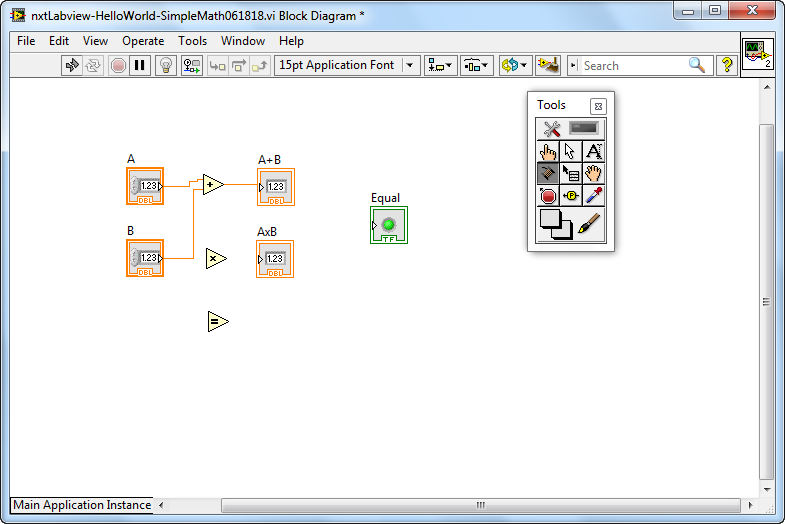 nxtLabview-HelloWorld-SimpleMath061818.vi Block Diagram *
File Edit View Operate Tools Window Help
15pt Application Font Search ? 2
Tools
A
A
A+B
1.23
DBL
+
1.23
DBL
Equal
TF
B
AxB
1.23
DBL
×
1.23
DBL
=
Main Application Instance